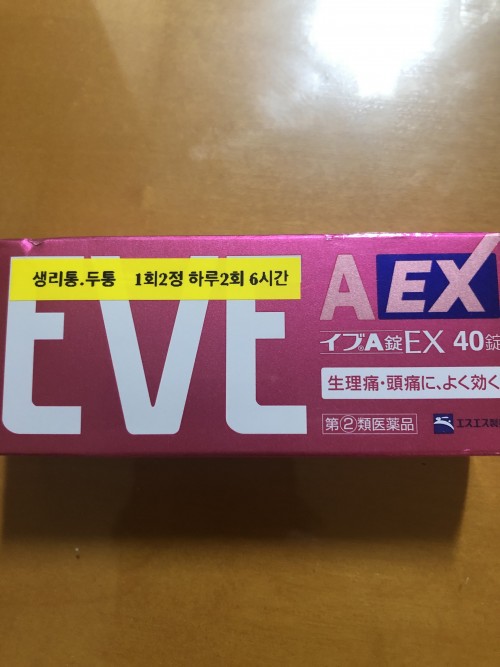 생리통.두통 1회2정 하루2회 6시간
EVE
A EX
イブA錠EX 40錠
生理痛・頭痛に、よく効く
第②類医薬品
エスエス製